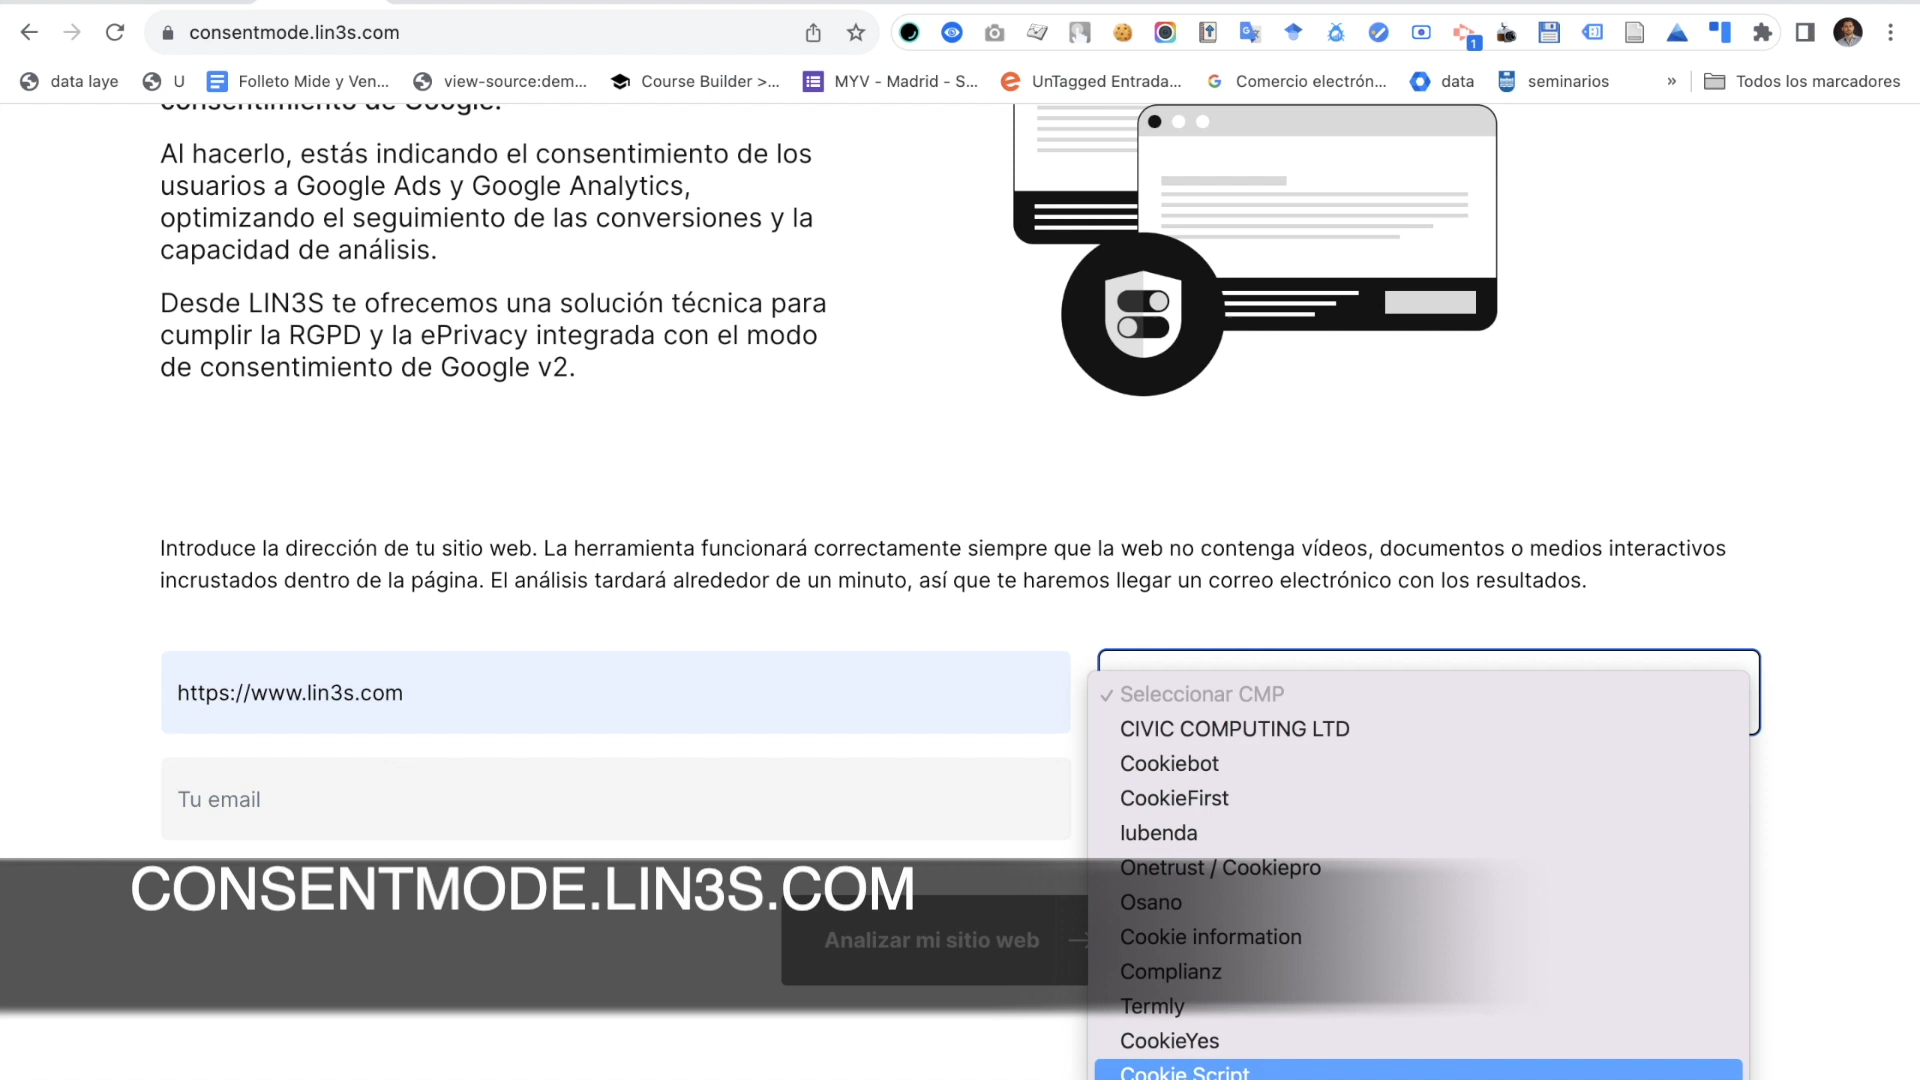 consentmode.lin3s.com
1
data laye
U
Folleto Mide y Ven...
view-source:dem...
Course Builder >...
MYV - Madrid - S...
UnTagged Entrada...
Comercio electrón...
data
seminarios
»
Todos los marcadores
consentimiento de Google.
Al hacerlo, estás indicando el consentimiento de los
usuarios a Google Ads y Google Analytics,
optimizando el seguimiento de las conversiones y la
capacidad de análisis.
Desde LIN3S te ofrecemos una solución técnica para
cumplir la RGPD y la ePrivacy integrada con el modo
de consentimiento de Google v2.
Introduce la dirección de tu sitio web. La herramienta funcionará correctamente siempre que la web no contenga vídeos, documentos o medios interactivos
incrustados dentro de la página. El análisis tardará alrededor de un minuto, así que te haremos llegar un correo electrónico con los resultados.
https://www.lin3s.com
Tu email
Seleccionar CMP
CIVIC COMPUTING LTD
Cookiebot
CookieFirst
Iubenda
Onetrust / Cookiepro
Osano
Cookie information
Complianz
Termly
CookieYes
Cookie Script
CONSENTMODE.LIN3S.COM
Analizar mi sitio web